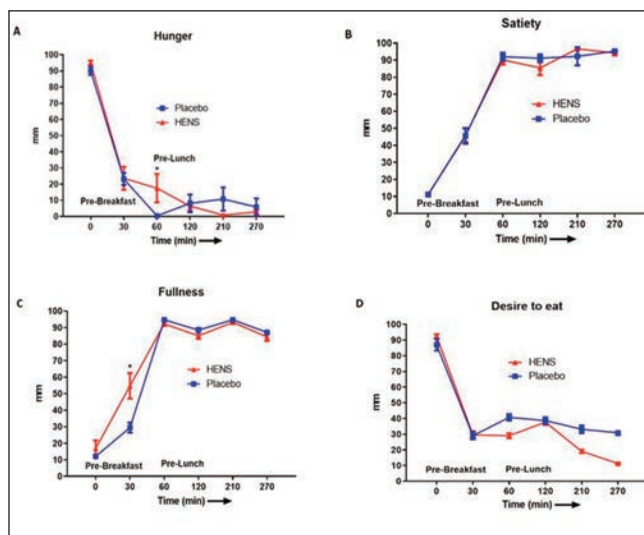 A
Hunger
100
90
80
70
60
50
40
30
20
10
0
mm
Placebo
HENS
Pre-Lunch
*
Pre-Breakfast
0 30 60 120 210 270
Time (min)
B
Satiety
100
90
80
70
60
50
40
30
20
10
0
mm
HENS
Placebo
Pre-Breakfast Pre-Lunch
0 30 60 120 210 270
Time (min)
C
Fullness
100
90
80
70
60
50
40
30
20
10
0
mm
*
HENS
Placebo
Pre-Breakfast Pre-Lunch
0 30 60 120 210 270
Time (min)
D
Desire to eat
100
90
80
70
60
50
40
30
20
10
0
mm
HENS
Placebo
Pre-Breakfast Pre-Lunch
0 30 60 120 210 270
Time (min)